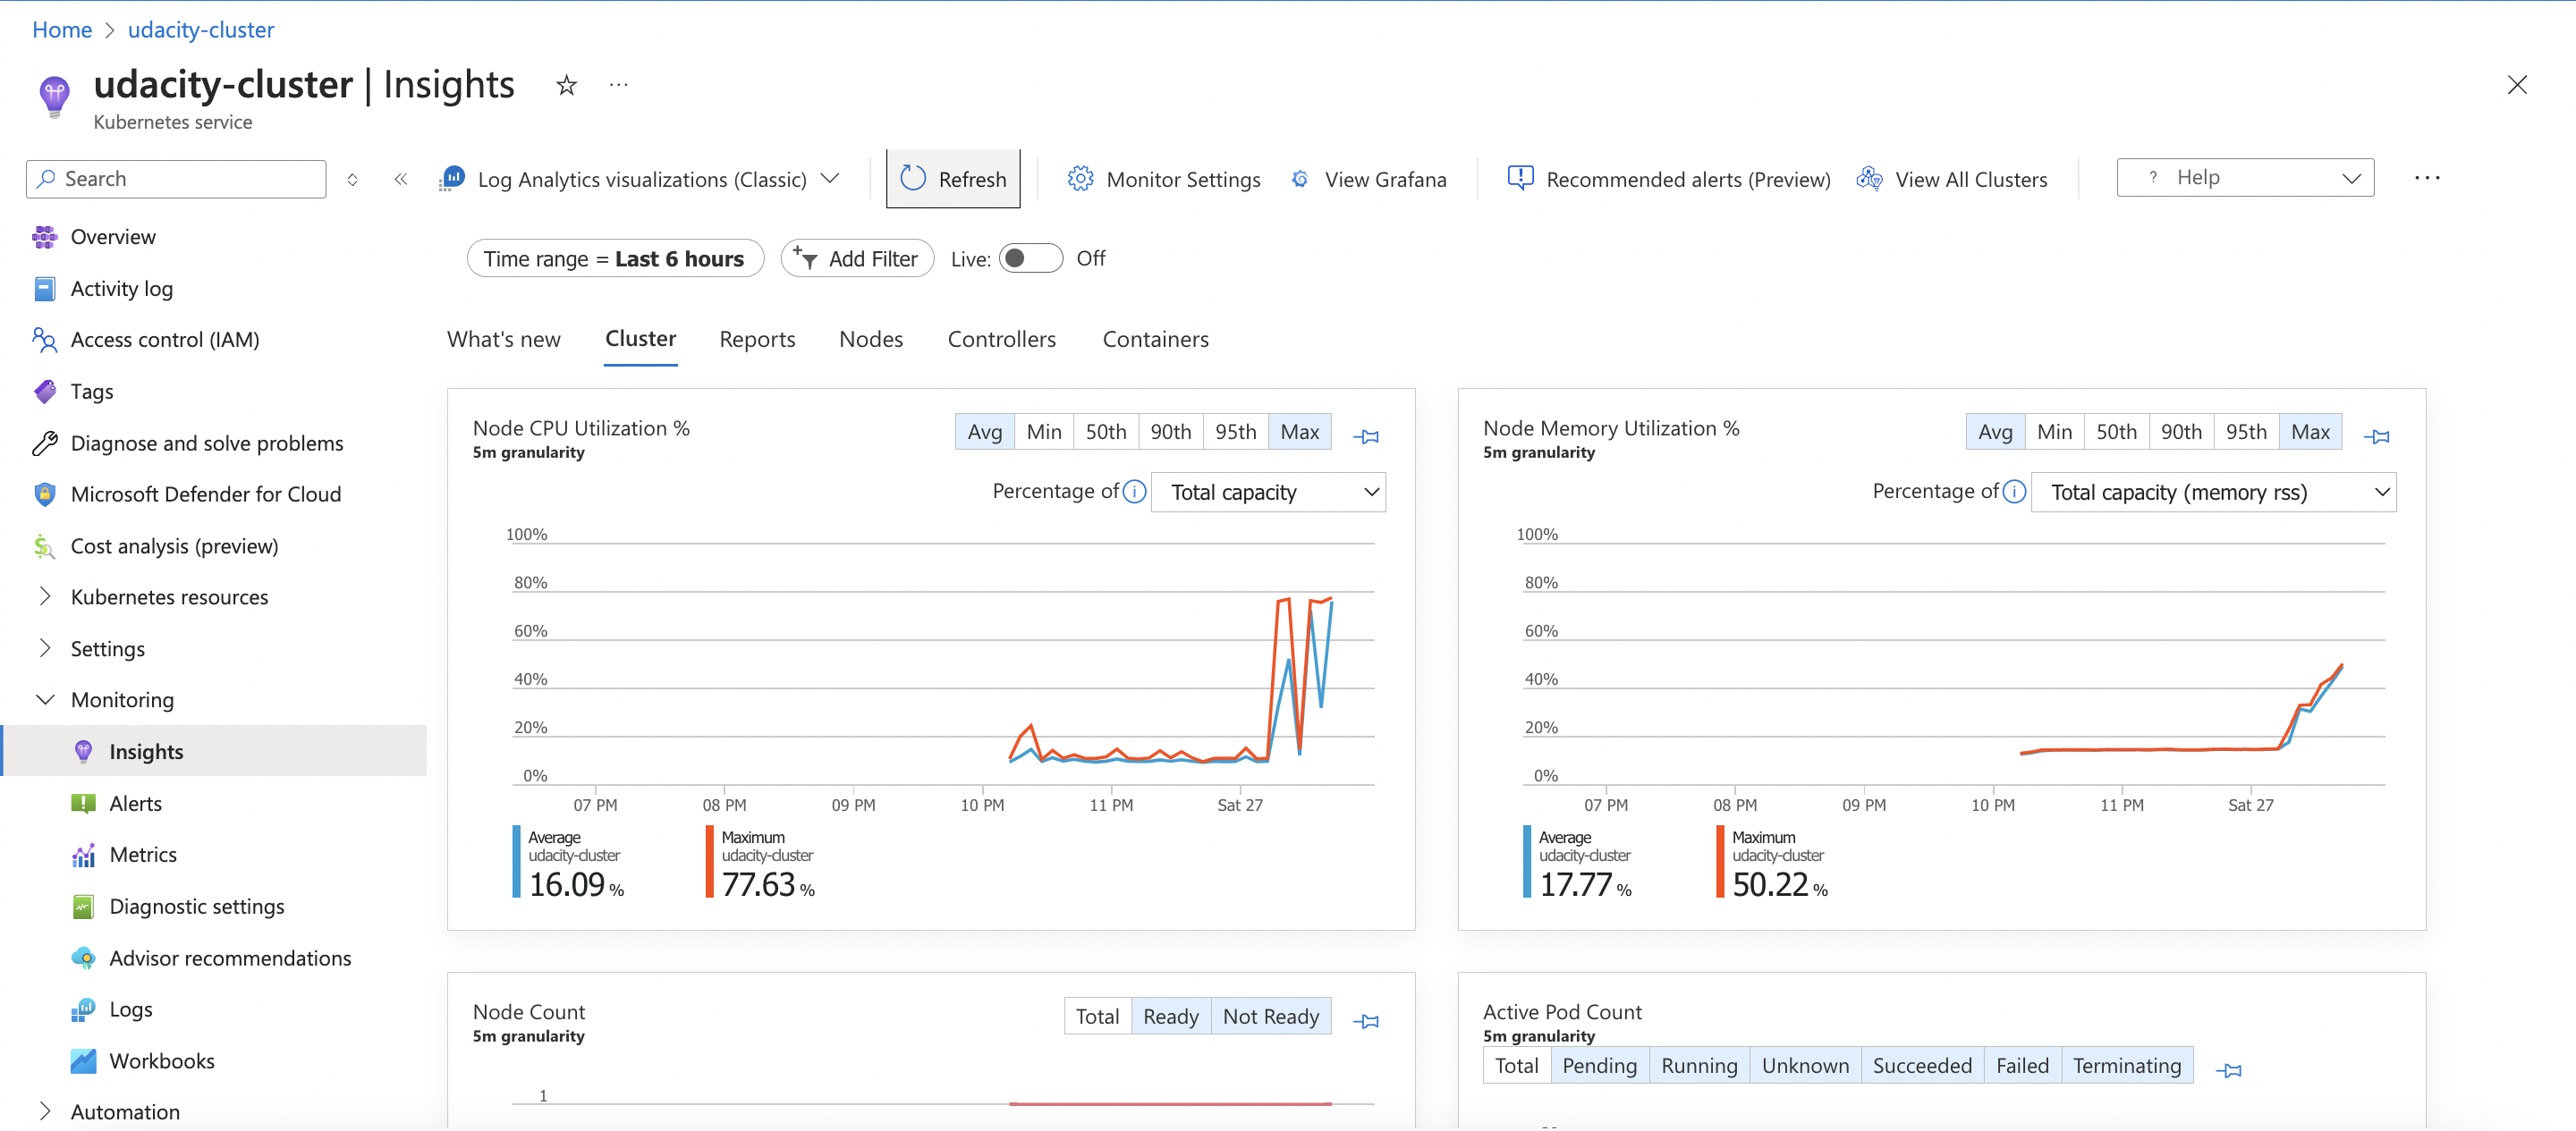 Home > udacity-cluster
udacity-cluster | Insights ...
Kubernetes service
Search
Log Analytics visualizations (Classic)
Refresh
Monitor Settings
View Grafana
Recommended alerts (Preview)
View All Clusters
? Help
...
Overview
Activity log
Access control (IAM)
Tags
Diagnose and solve problems
Microsoft Defender for Cloud
Cost analysis (preview)
Kubernetes resources
Settings
Monitoring
Insights
Alerts
Metrics
Diagnostic settings
Advisor recommendations
Logs
Workbooks
Automation
Time range = Last 6 hours
Add Filter
Live: Off
What's new
Cluster
Reports
Nodes
Controllers
Containers
Node CPU Utilization %
5m granularity
Avg Min 50th 90th 95th Max
Percentage of Total capacity
100%
80%
60%
40%
20%
0%
07 PM 08 PM 09 PM 10 PM 11 PM Sat 27
Average
udacity-cluster
16.09 %
Maximum
udacity-cluster
77.63 %
Node Memory Utilization %
5m granularity
Avg Min 50th 90th 95th Max
Percentage of Total capacity (memory rss)
100%
80%
60%
40%
20%
0%
07 PM 08 PM 09 PM 10 PM 11 PM Sat 27
Average
udacity-cluster
17.77 %
Maximum
udacity-cluster
50.22 %
Node Count
5m granularity
Total Ready Not Ready
1
Active Pod Count
5m granularity
Total Pending Running Unknown Succeeded Failed Terminating